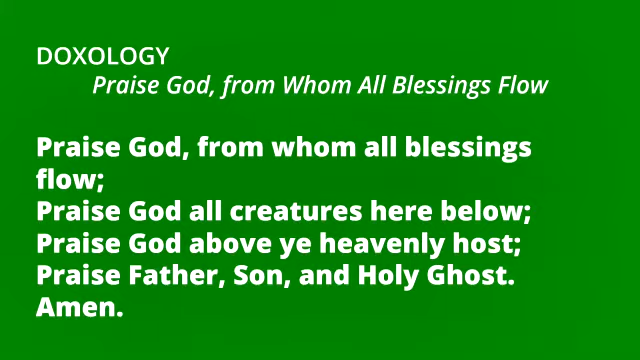 DOXOLOGY
Praise God, from Whom All Blessings Flow
Praise God, from whom all blessings
flow;
Praise God all creatures here below;
Praise God above ye heavenly host;
Praise Father, Son, and Holy Ghost.
Amen.